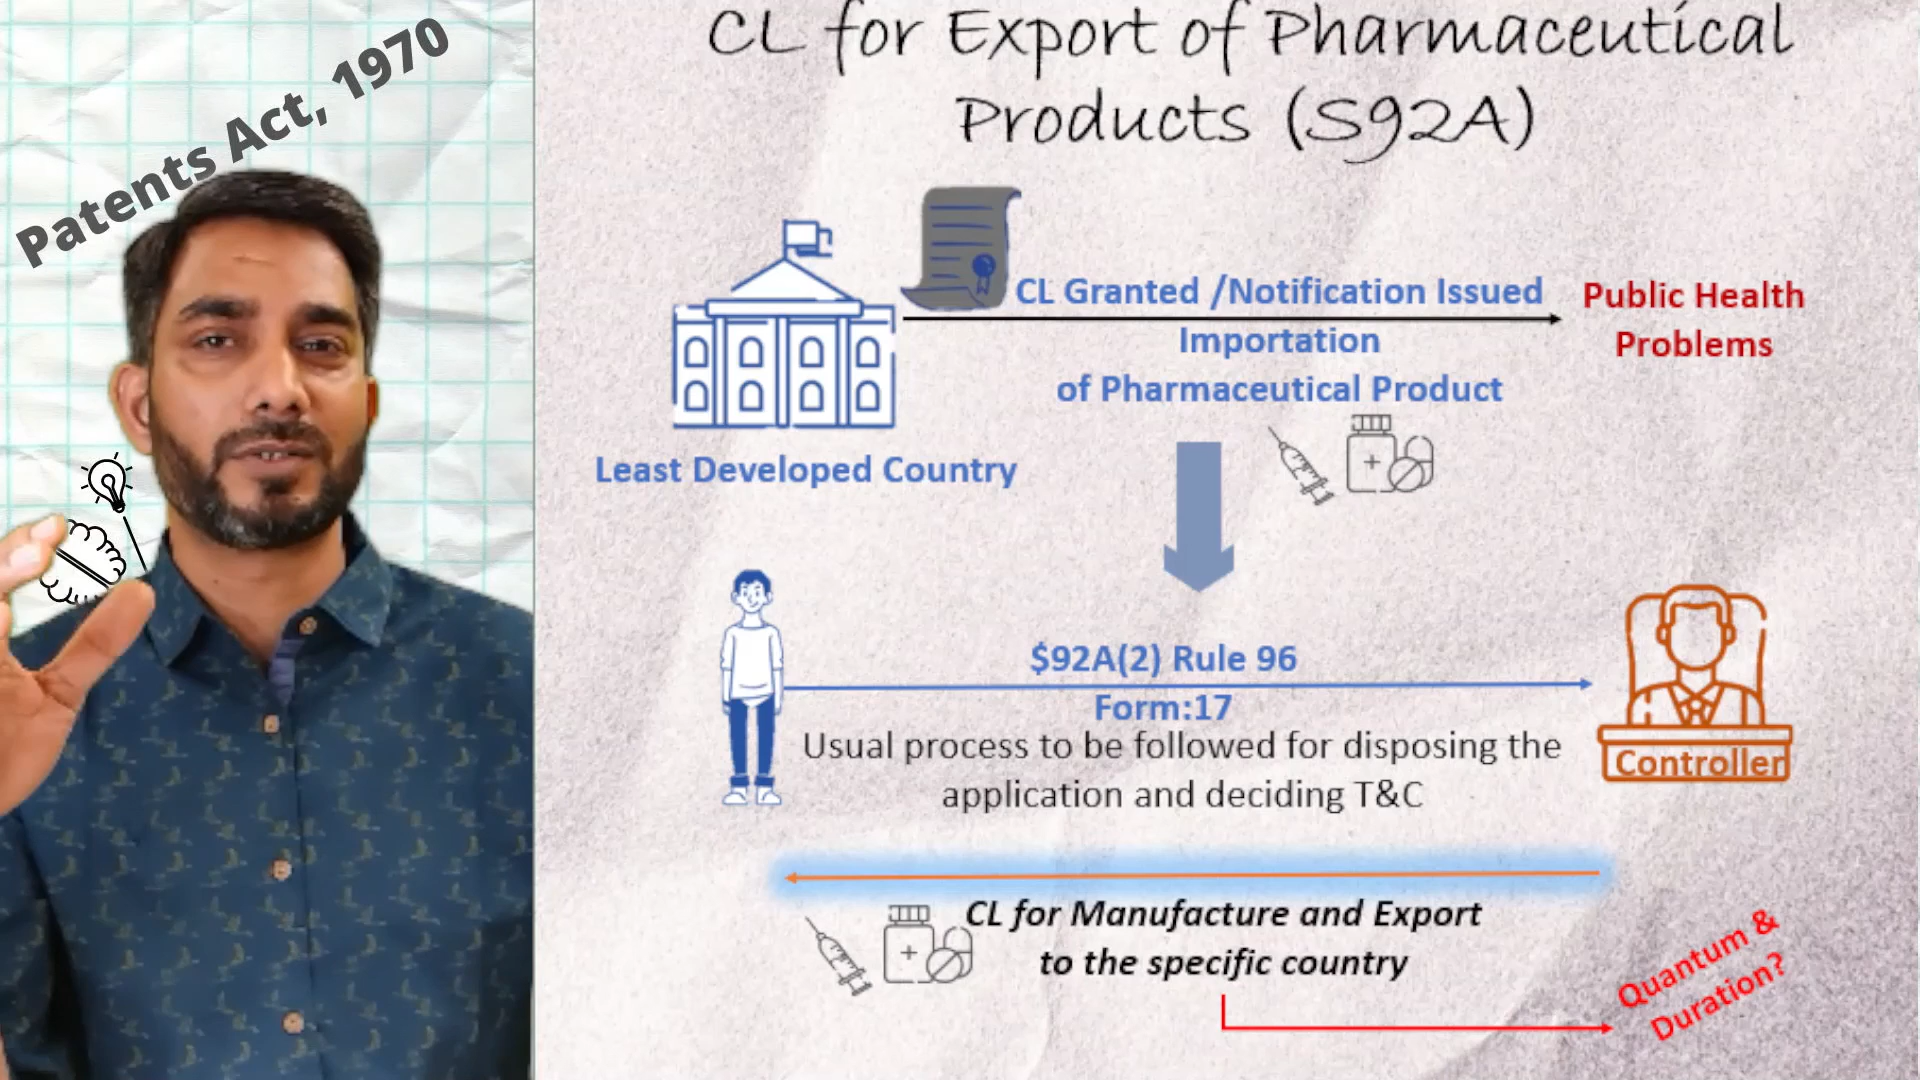 Patents Act, 1970
CL for Export of Pharmaceutical
Products (S92A)
CL Granted /Notification Issued
Importation
of Pharmaceutical Product
Public Health
Problems
Least Developed Country
$92A(2) Rule 96
Form:17
Usual process to be followed for disposing the
application and deciding T&C
Controller
CL for Manufacture and Export
to the specific country
Quantum &
Duration?